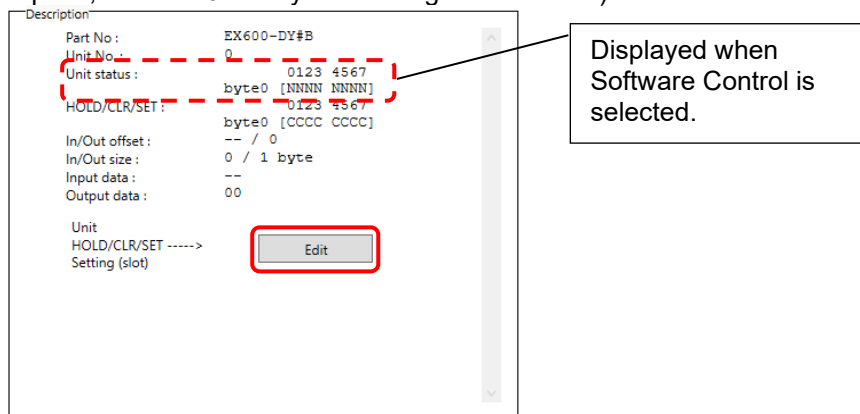 Description
Part No : EX600-DY#B
Unit No. : 0
Unit status : 0123 4567
byte0 [NNNN NNNN]
HOLD/CLR/SET : 0123 4567
byte0 [CCCC CCCC]
In/Out offset : -- / 0
In/Out size : 0 / 1 byte
Input data : --
Output data : 00
Unit
HOLD/CLR/SET ----->
Setting (slot)
Edit
Displayed when
Software Control is
selected.